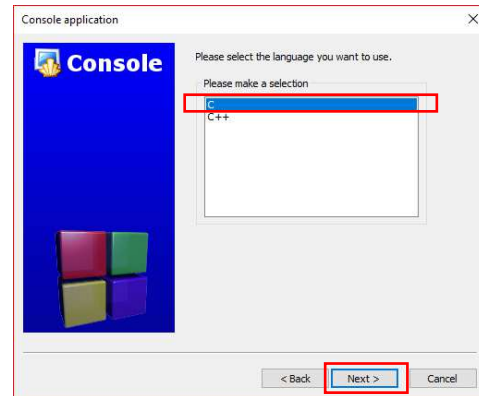 Console application
Console
Please select the language you want to use.
Please make a selection
C
C++
< Back
Next >
Cancel